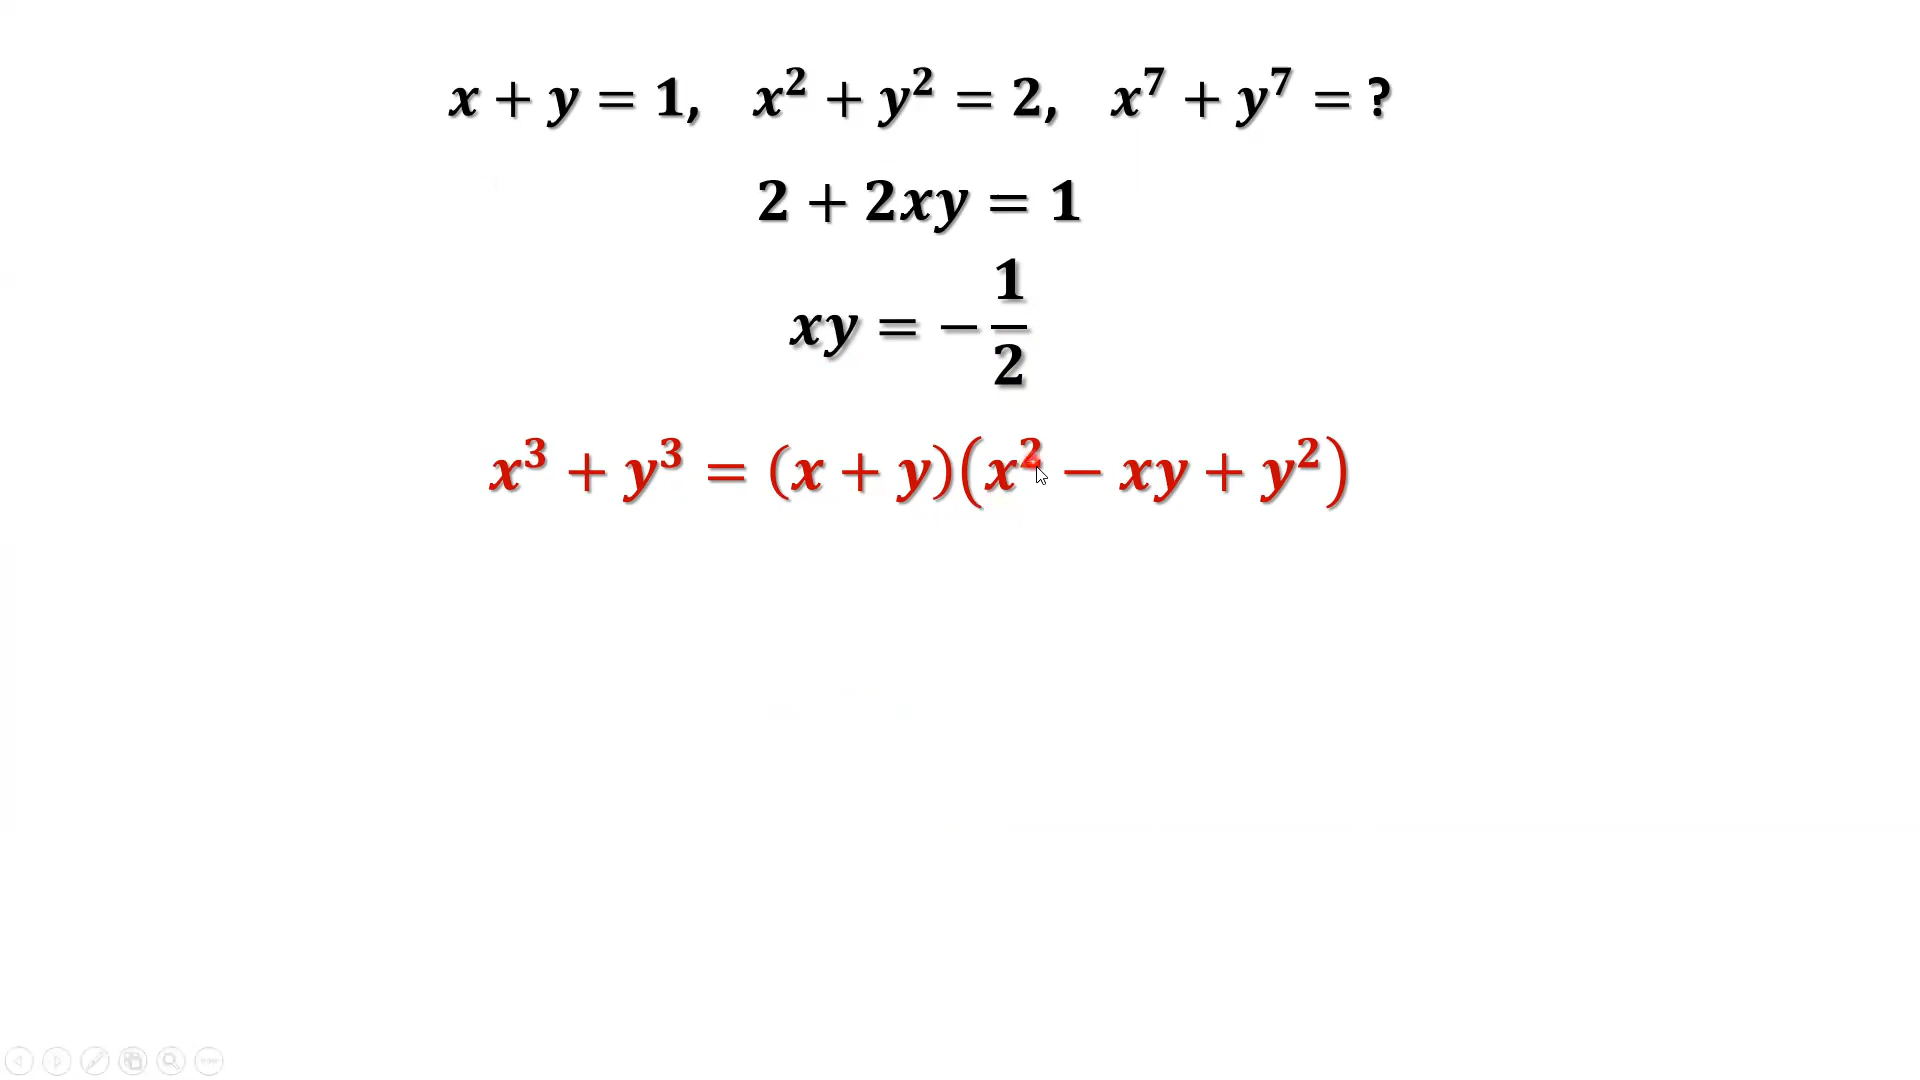 x + y = 1, x² + y² = 2, x⁷ + y⁷ = ?
2 + 2xy = 1
xy = −1/2
x³ + y³ = (x + y)(x² − xy + y²)